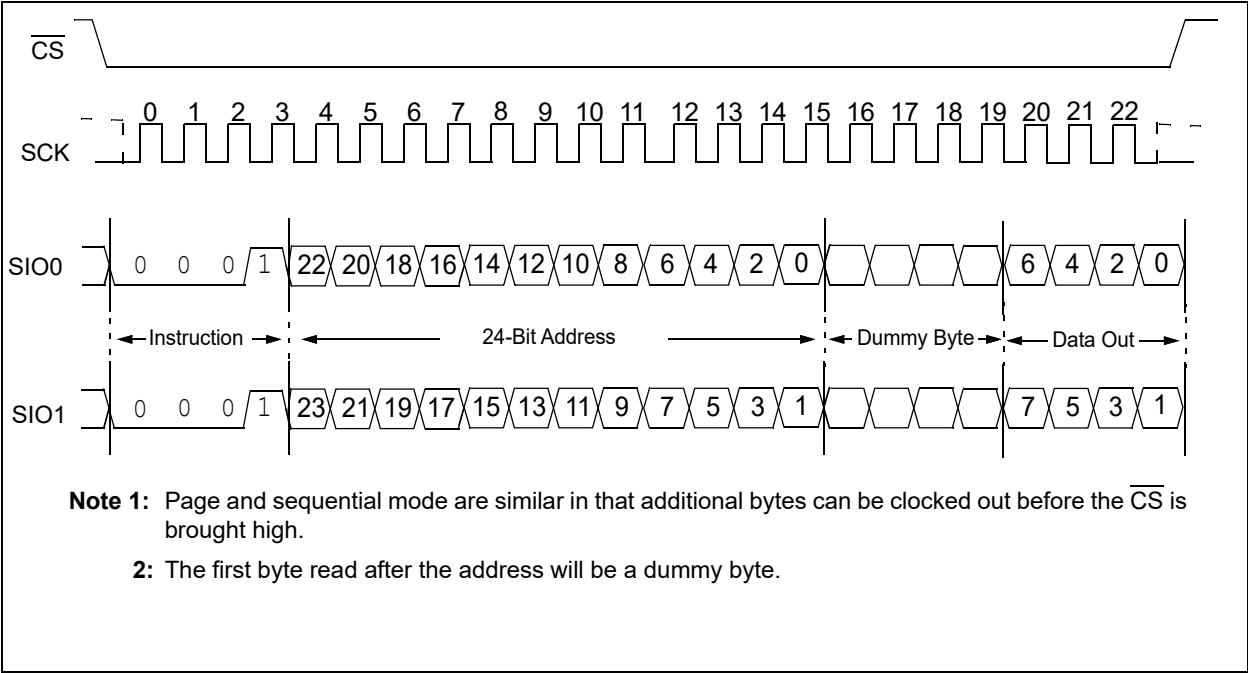 CS
0 1 2 3 4 5 6 7 8 9 10 11 12 13 14 15 16 17 18 19 20 21 22
SCK
SIO0 0 0 0 1 22 20 18 16 14 12 10 8 6 4 2 0 6 4 2 0
Instruction 24-Bit Address Dummy Byte Data Out
SIO1 0 0 0 1 23 21 19 17 15 13 11 9 7 5 3 1 7 5 3 1
Note 1: Page and sequential mode are similar in that additional bytes can be clocked out before the CS is
brought high.
2: The first byte read after the address will be a dummy byte.